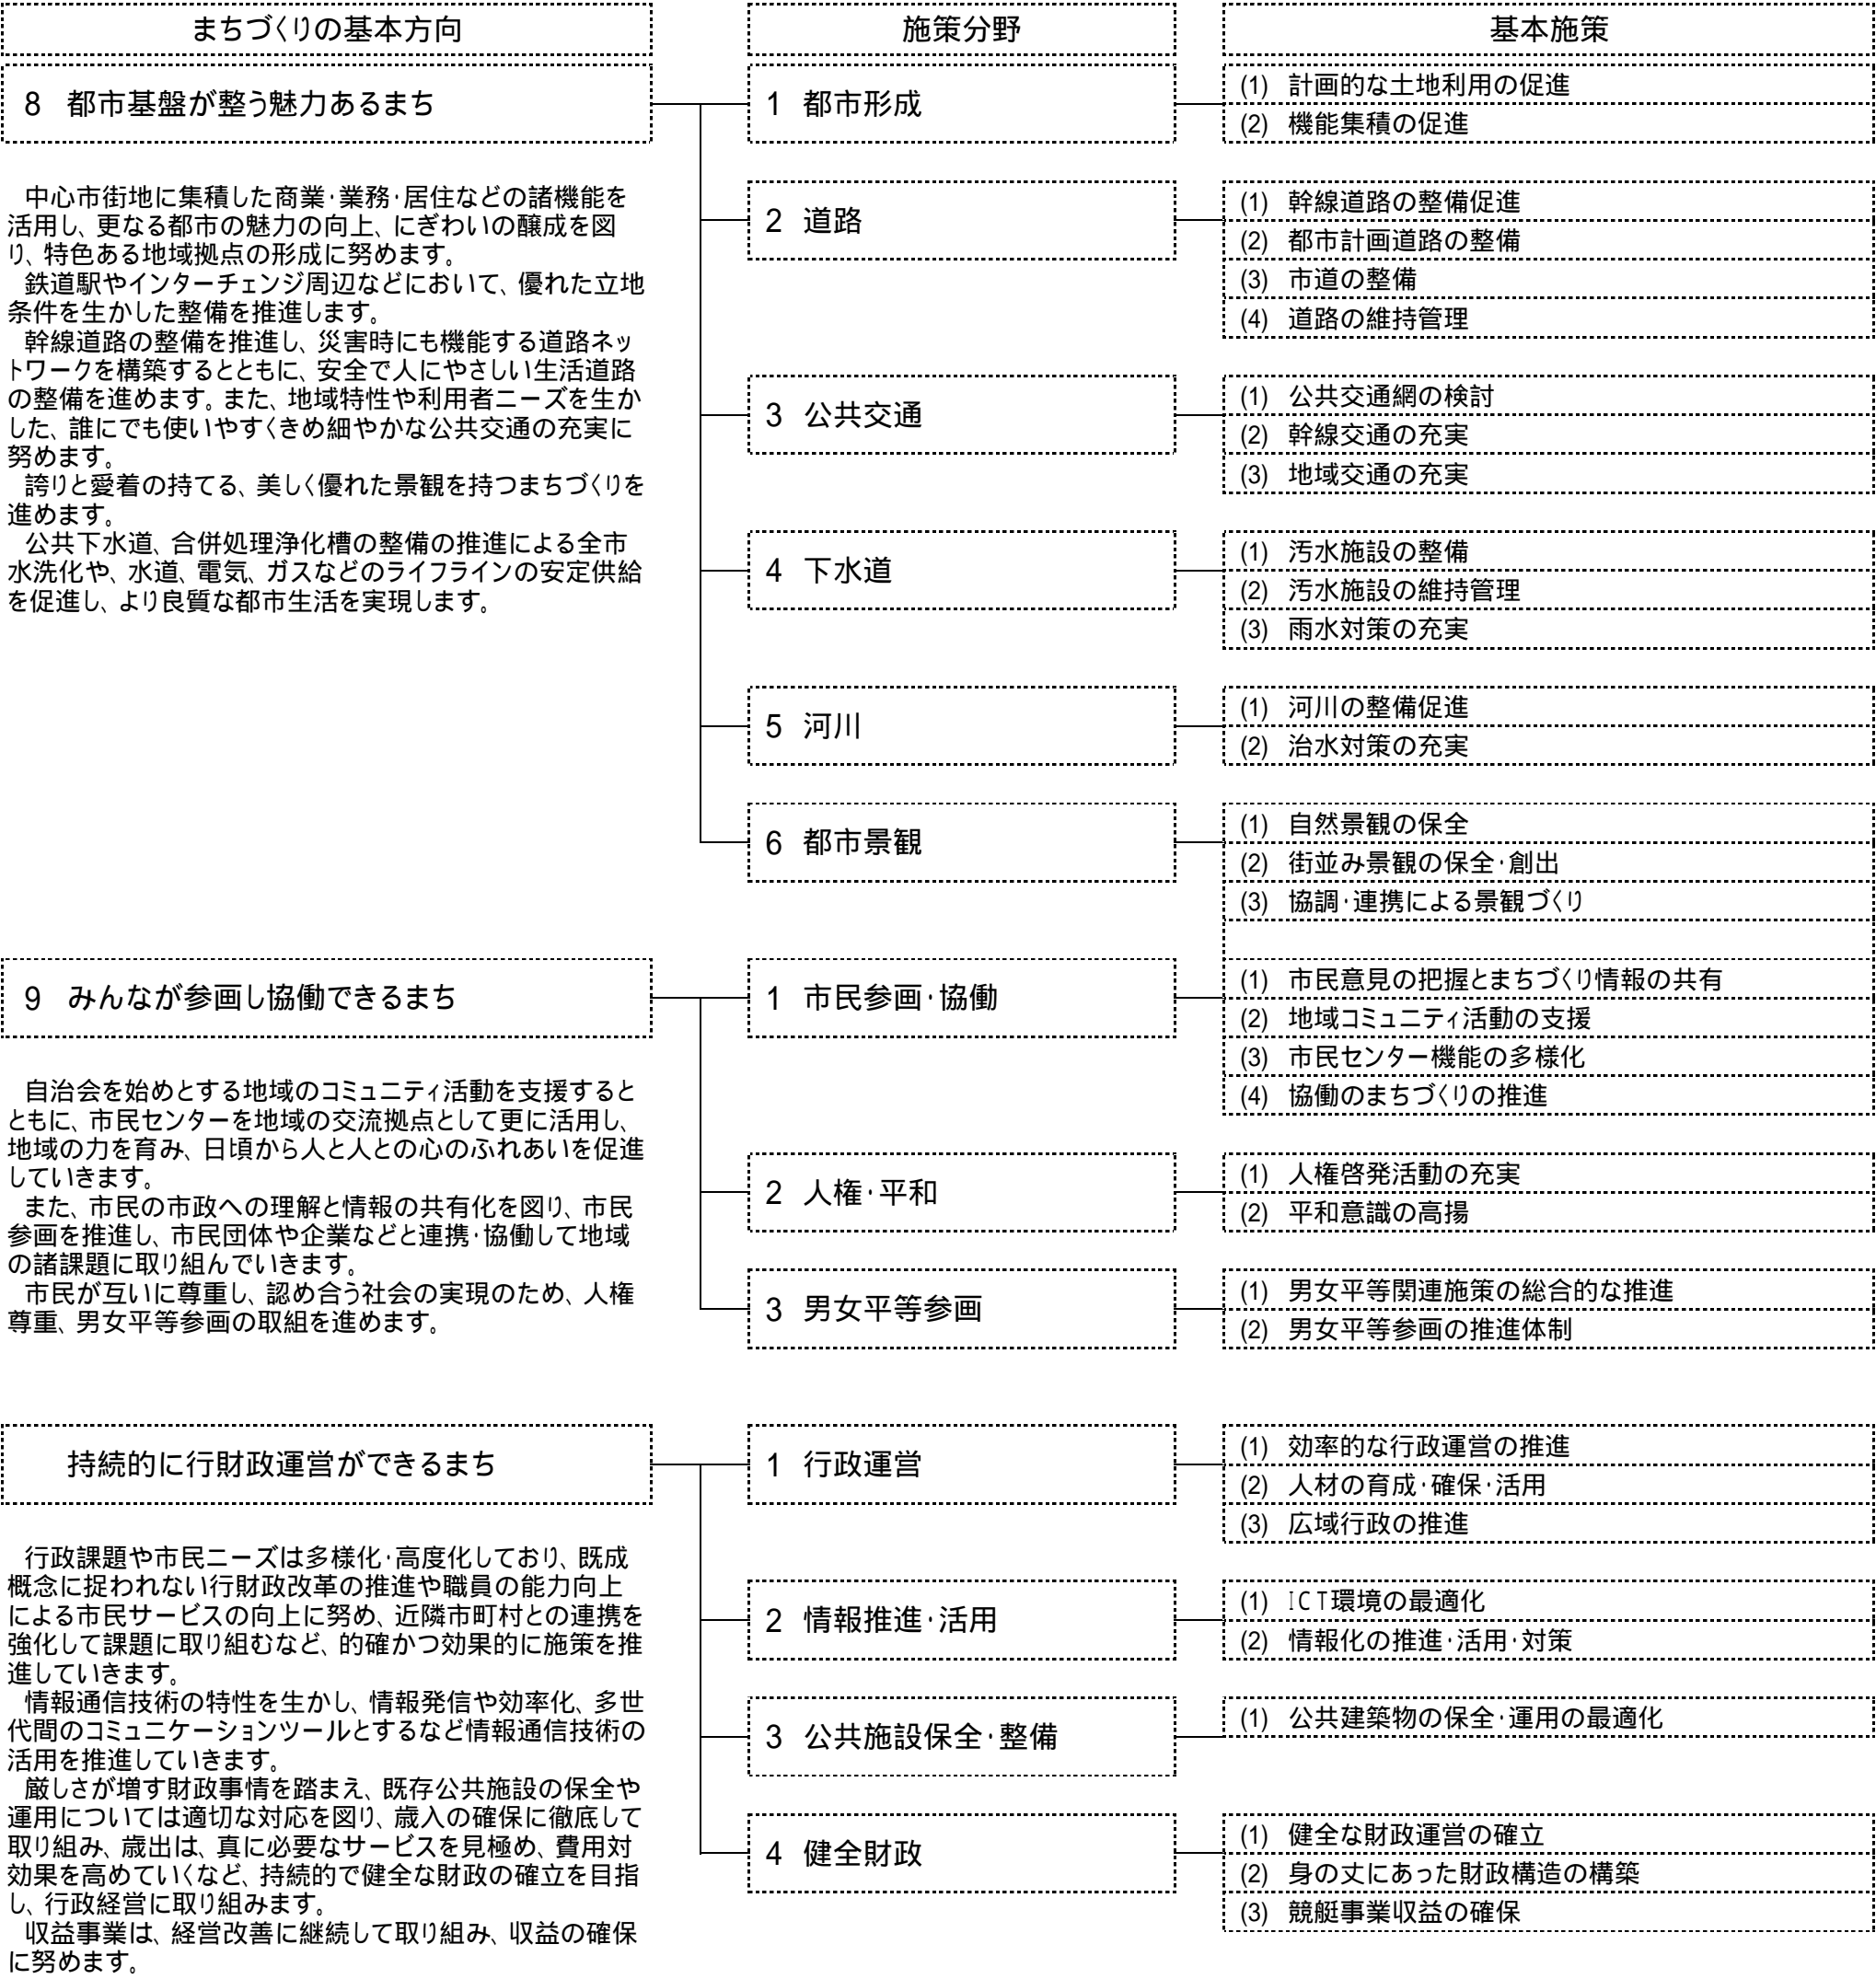 まちづくりの基本方向
施策分野
基本施策
8 都市基盤が整う魅力あるまち
中心市街地に集積した商業・業務・居住などの諸機能を
活用し、更なる都市の魅力の向上、にぎわいの醸成を図
り、特色ある地域拠点の形成に努めます。
鉄道駅やインターチェンジ周辺などにおいて、優れた立地
条件を生かした整備を推進します。
幹線道路の整備を推進し、災害時にも機能する道路ネッ
トワークを構築するとともに、安全で人にやさしい生活道路
の整備を進めます。また、地域特性や利用者ニーズを生か
した、誰にでも使いやすくきめ細やかな公共交通の充実に
努めます。
誇りと愛着の持てる、美しく優れた景観を持つまちづくりを
進めます。
公共下水道、合併処理浄化槽の整備の推進による全市
水洗化や、水道、電気、ガスなどのライフラインの安定供給
を促進し、より良質な都市生活を実現します。
1 都市形成
(1) 計画的な土地利用の促進
(2) 機能集積の促進
2 道路
(1) 幹線道路の整備促進
(2) 都市計画道路の整備
(3) 市道の整備
(4) 道路の維持管理
3 公共交通
(1) 公共交通網の検討
(2) 幹線交通の充実
(3) 地域交通の充実
4 下水道
(1) 汚水施設の整備
(2) 汚水施設の維持管理
(3) 雨水対策の充実
5 河川
(1) 河川の整備促進
(2) 治水対策の充実
6 都市景観
(1) 自然景観の保全
(2) 街並み景観の保全・創出
(3) 協調・連携による景観づくり
9 みんなが参画し協働できるまち
自治会を始めとする地域のコミュニティ活動を支援すると
ともに、市民センターを地域の交流拠点として更に活用し、
地域の力を育み、日頃から人と人との心のふれあいを促進
していきます。
また、市民の市政への理解と情報の共有化を図り、市民
参画を推進し、市民団体や企業などと連携・協働して地域
の諸課題に取り組んでいきます。
市民が互いに尊重し、認め合う社会の実現のため、人権
尊重、男女平等参画の取組を進めます。
1 市民参画・協働
(1) 市民意見の把握とまちづくり情報の共有
(2) 地域コミュニティ活動の支援
(3) 市民センター機能の多様化
(4) 協働のまちづくりの推進
2 人権・平和
(1) 人権啓発活動の充実
(2) 平和意識の高揚
3 男女平等参画
(1) 男女平等関連施策の総合的な推進
(2) 男女平等参画の推進体制
持続的に行財政運営ができるまち
行政課題や市民ニーズは多様化・高度化しており、既成
概念に捉われない行財政改革の推進や職員の能力向上
による市民サービスの向上に努め、近隣市町村との連携を
強化して課題に取り組むなど、的確かつ効果的に施策を推
進していきます。
情報通信技術の特性を生かし、情報発信や効率化、多世
代間のコミュニケーションツールとするなど情報通信技術の
活用を推進していきます。
厳しさが増す財政事情を踏まえ、既存公共施設の保全や
運用については適切な対応を図り、歳入の確保に徹底して
取り組み、歳出は、真に必要なサービスを見極め、費用対
効果を高めていくなど、持続的で健全な財政の確立を目指
し、行政経営に取り組みます。
収益事業は、経営改善に継続して取り組み、収益の確保
に努めます。
1 行政運営
(1) 効率的な行政運営の推進
(2) 人材の育成・確保・活用
(3) 広域行政の推進
2 情報推進・活用
(1) ICT環境の最適化
(2) 情報化の推進・活用・対策
3 公共施設保全・整備
(1) 公共建築物の保全・運用の最適化
4 健全財政
(1) 健全な財政運営の確立
(2) 身の丈にあった財政構造の構築
(3) 競艇事業収益の確保